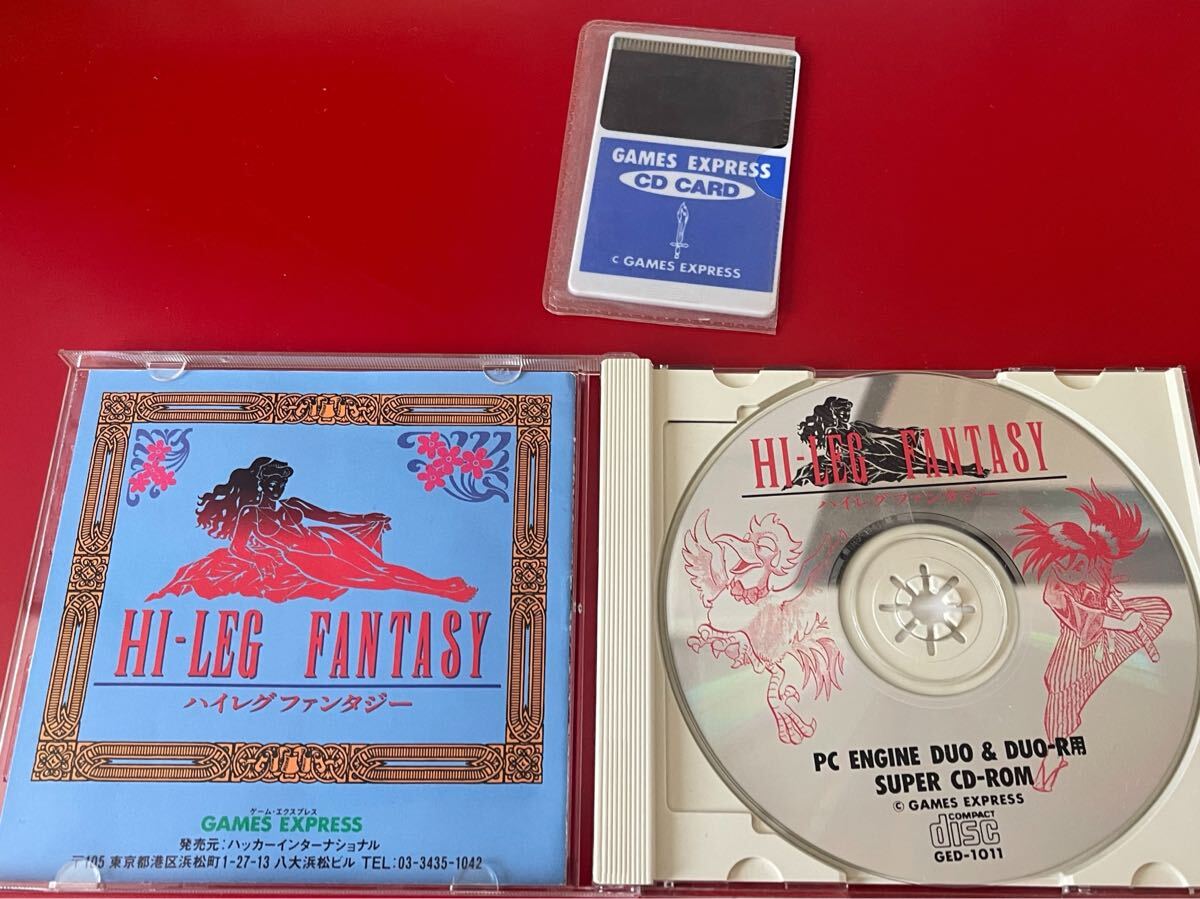 GAMES EXPRESS
CD CARD
C GAMES EXPRESS
HI-LEG FANTASY
ハイレグファンタジー
ゲーム・エクスプレス
GAMES EXPRESS
発売元:ハッカーインターナショナル
〒105 東京都港区浜松町1-27-13 八大浜松ビル TEL:03-3435-1042
HI-LEG FANTASY
ハイレグファンタジー
PC ENGINE DUO & DUO-R用
SUPER CD-ROM
© GAMES EXPRESS
COMPACT
disc
GED-1011